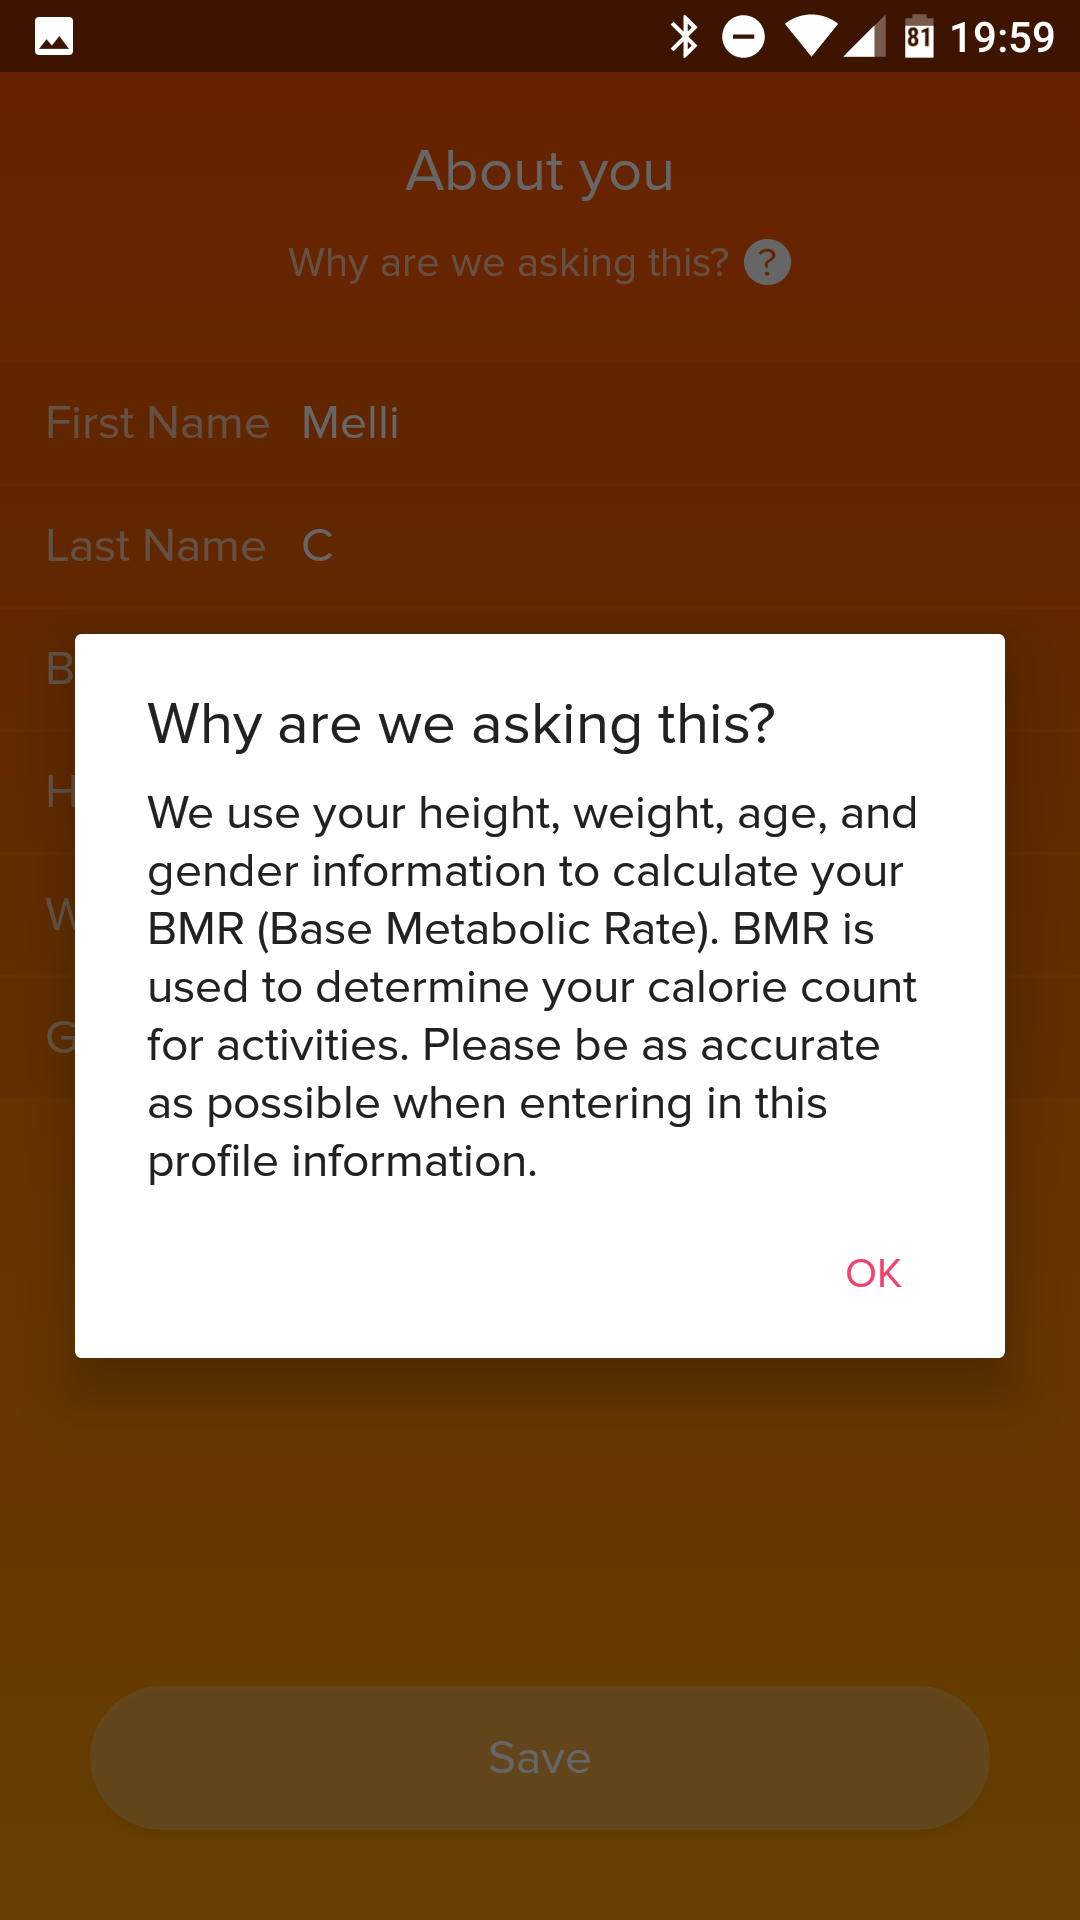 81 19:59
About you
Why are we asking this? ?
First Name Melli
Last Name C
B
H
W
G
Why are we asking this?
We use your height, weight, age, and
gender information to calculate your
BMR (Base Metabolic Rate). BMR is
used to determine your calorie count
for activities. Please be as accurate
as possible when entering in this
profile information.
OK
Save